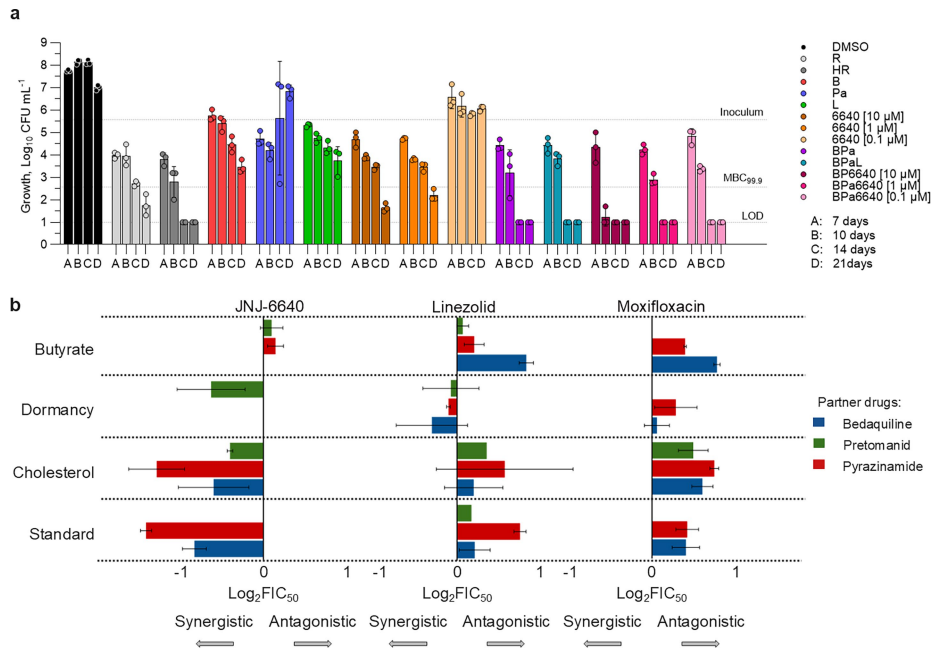 a
Growth, Log10 CFU mL-1
9
8
7
6
5
4
3
2
1
0
Inoculum
MBC99.9
LOD
ABCD ABCD ABCD ABCD ABCD ABCD ABCD ABCD ABCD ABCD ABCD ABCD ABCD ABCD
DMSO
R
HR
B
Pa
L
6640 [10 µM]
6640 [1 µM]
6640 [0.1 µM]
BPa
BPaL
BP6640 [10 µM]
BPa6640 [1 µM]
BPa6640 [0.1 µM]
A: 7 days
B: 10 days
C: 14 days
D: 21days
b
JNJ-6640 Linezolid Moxifloxacin
Butyrate
Dormancy
Cholesterol
Standard
Partner drugs:
Bedaquiline
Pretomanid
Pyrazinamide
-1 0 1 -1 0 1 -1 0 1
Log2FIC50 Log2FIC50 Log2FIC50
Synergistic Antagonistic Synergistic Antagonistic Synergistic Antagonistic